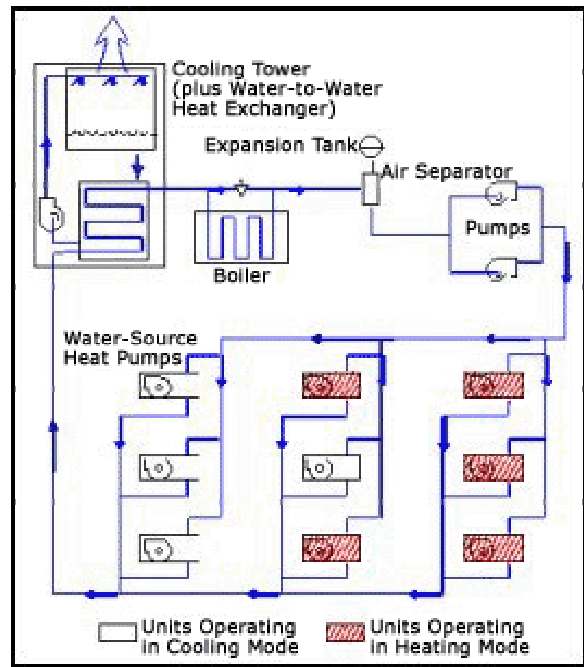 Cooling Tower
(plus Water-to-Water
Heat Exchanger)
Expansion Tank
Air Separator
Pumps
Boiler
Water-Source
Heat Pumps
Units Operating
in Cooling Mode
Units Operating
in Heating Mode